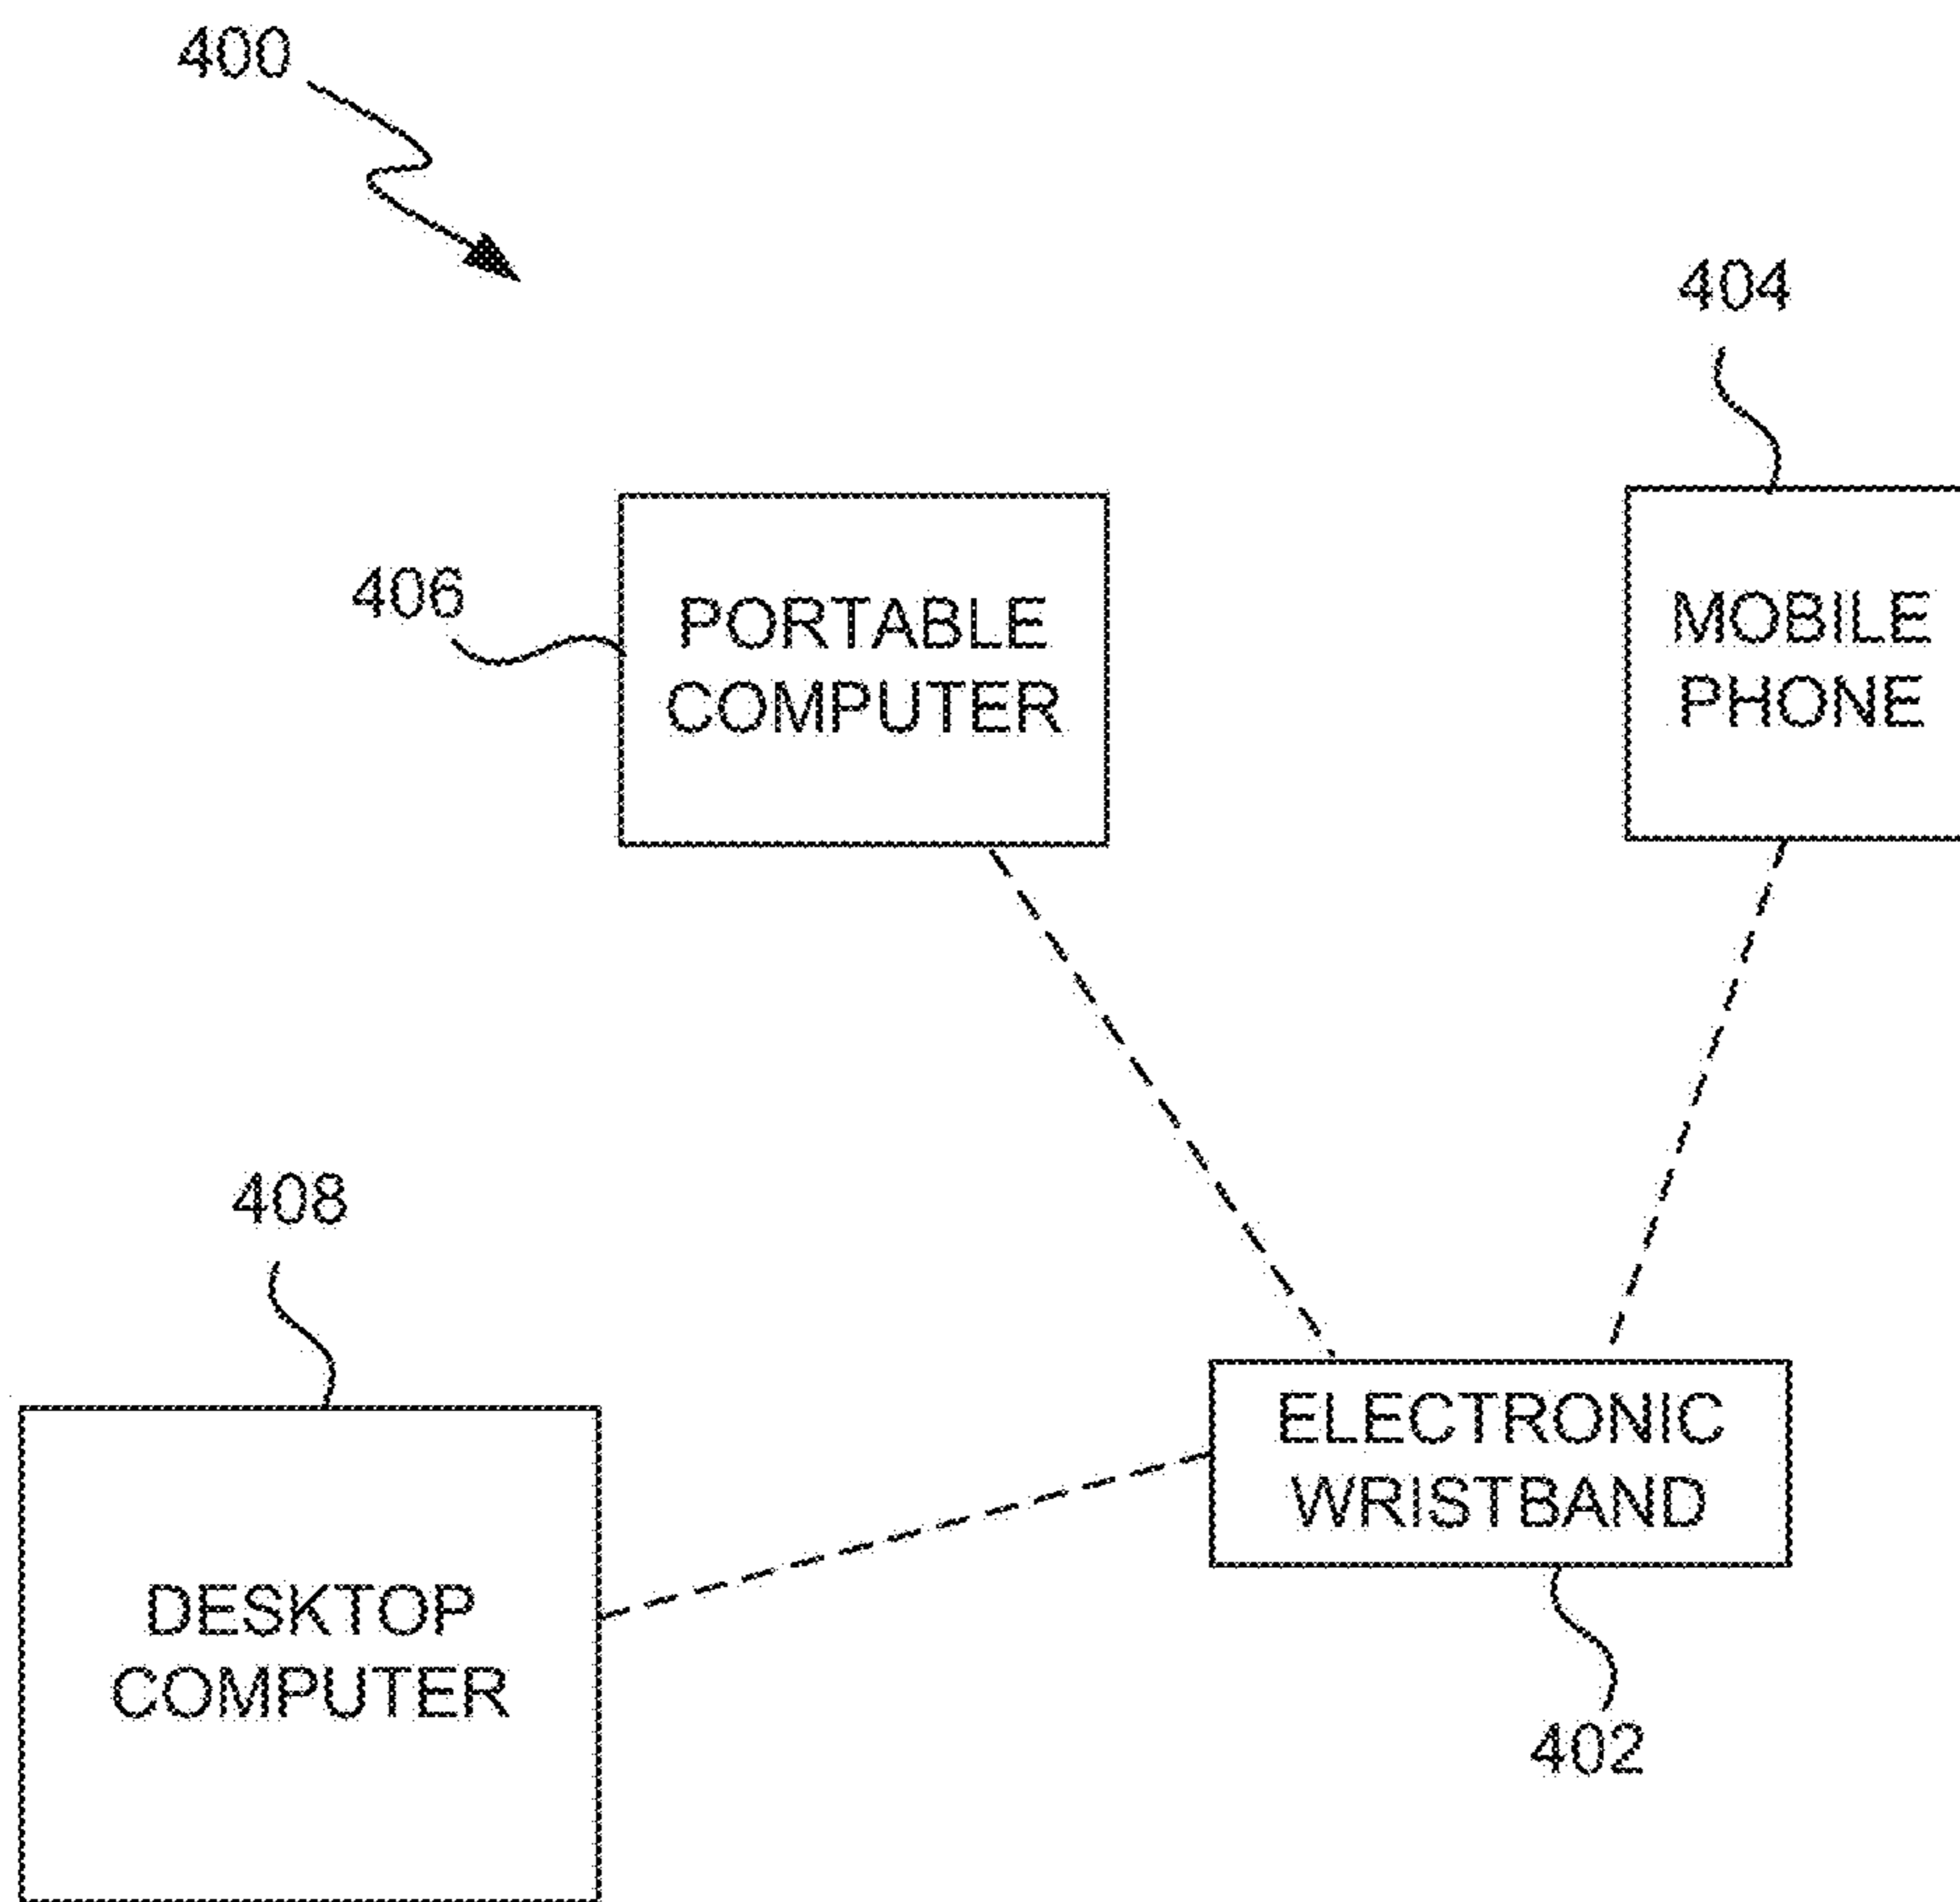 400
404
406
PORTABLE
COMPUTER
MOBILE
PHONE
408
ELECTRONIC
WRISTBAND
DESKTOP
COMPUTER
402